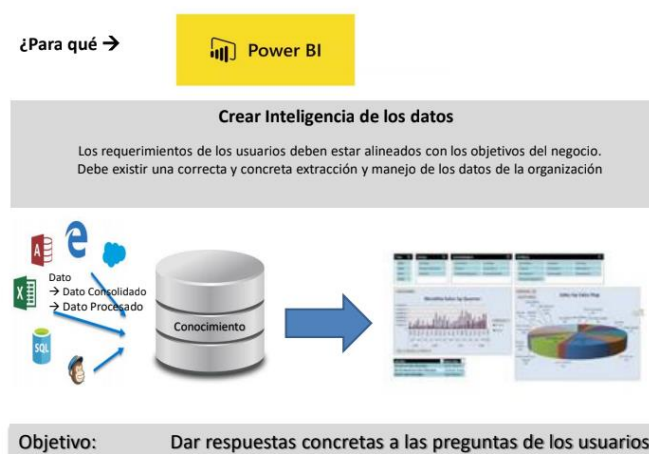 ¿Para qué →
Power BI
Crear Inteligencia de los datos
Los requerimientos de los usuarios deben estar alineados con los objetivos del negocio.
Debe existir una correcta y concreta extracción y manejo de los datos de la organización
A
e
Dato
X
→ Dato Consolidado
→ Dato Procesado
Conocimiento
SQL
Objetivo: Dar respuestas concretas a las preguntas de los usuarios